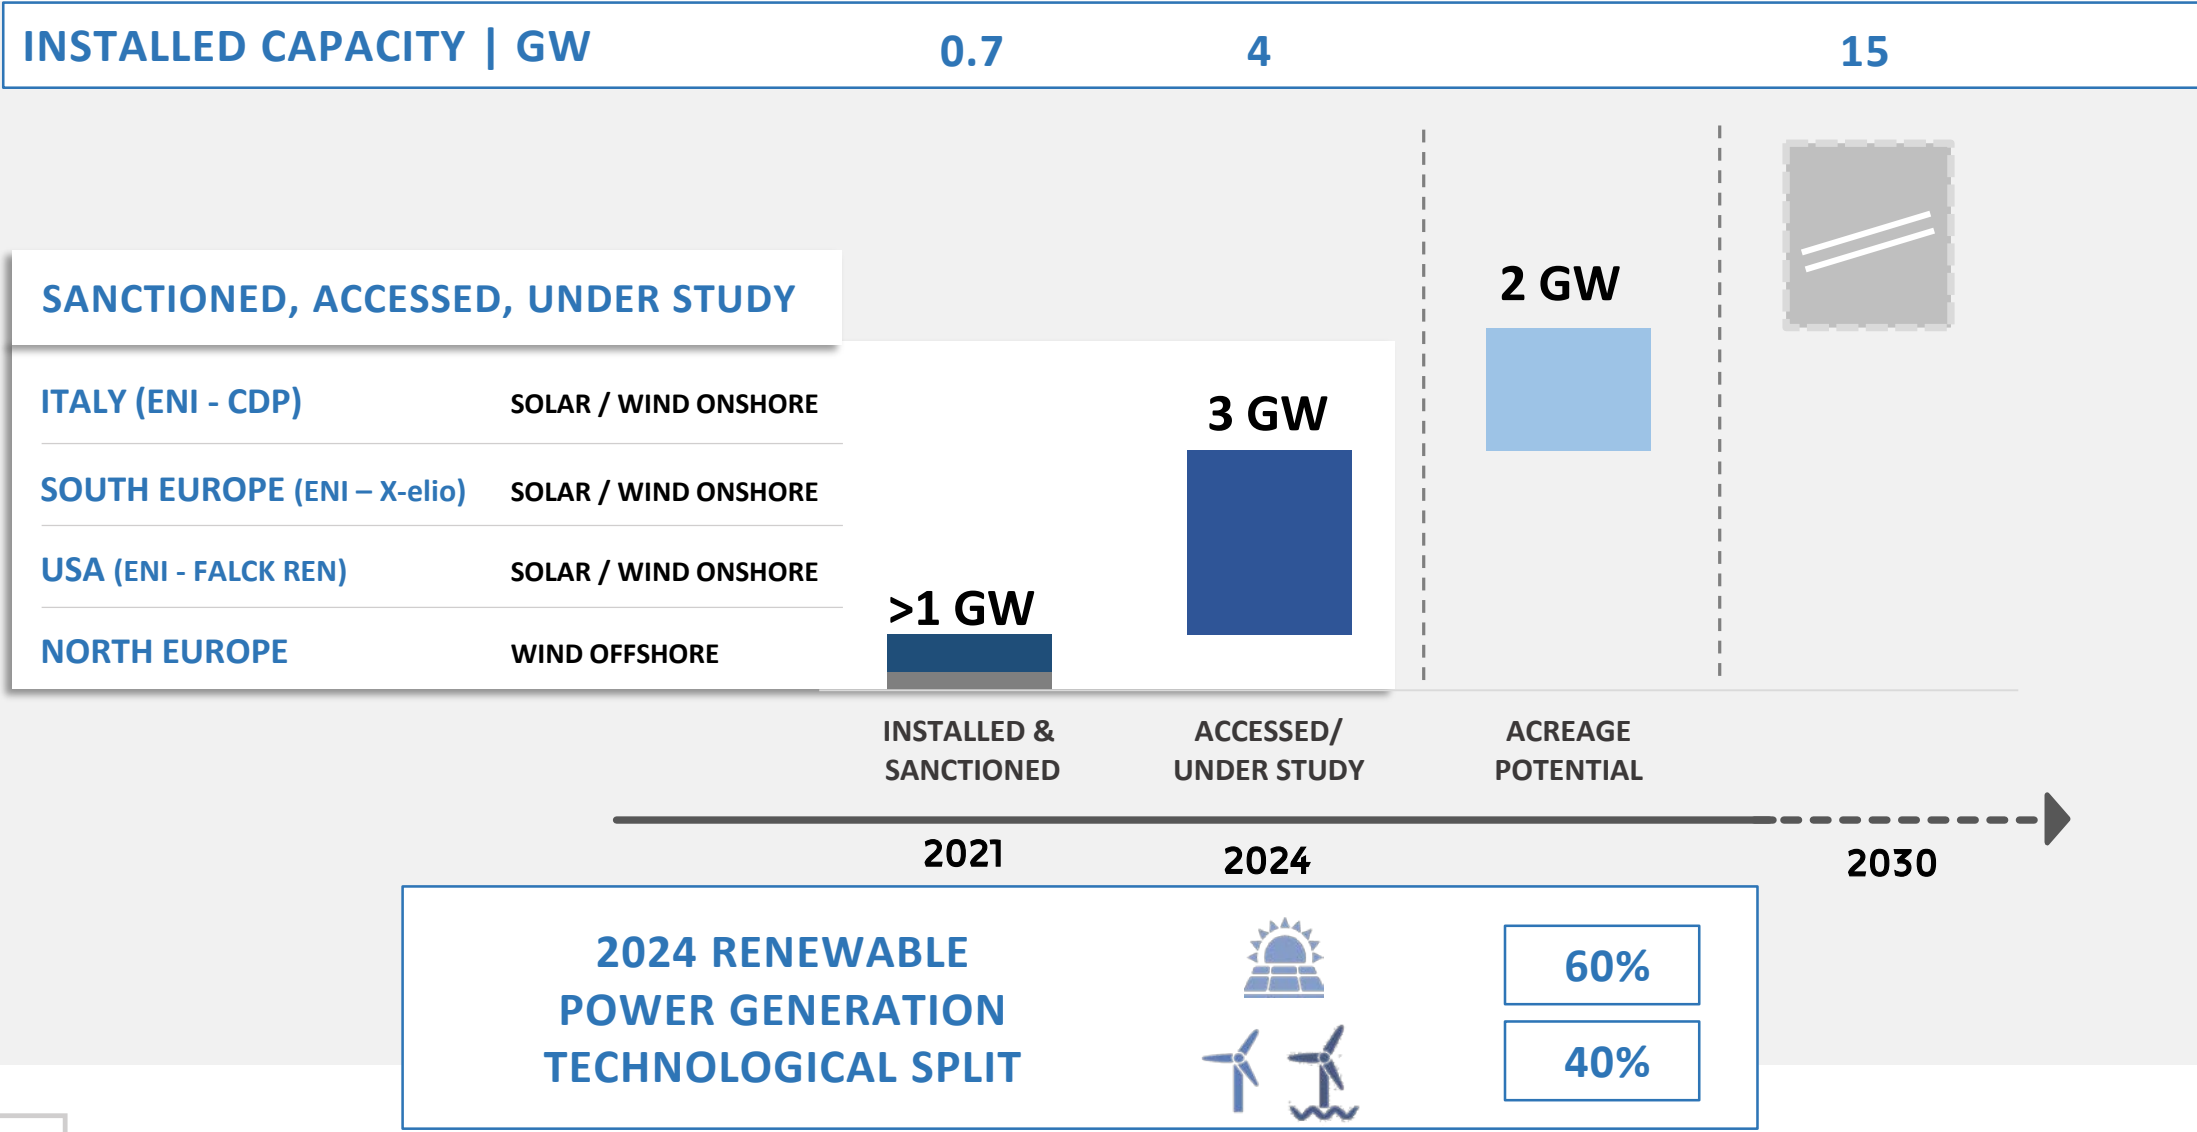 INSTALLED CAPACITY | GW 0.7 4 15
SANCTIONED, ACCESSED, UNDER STUDY
ITALY (ENI - CDP) SOLAR / WIND ONSHORE
SOUTH EUROPE (ENI – X-elio) SOLAR / WIND ONSHORE
USA (ENI - FALCK REN) SOLAR / WIND ONSHORE
NORTH EUROPE WIND OFFSHORE
>1 GW
3 GW
2 GW
INSTALLED &
SANCTIONED
ACCESSED/
UNDER STUDY
ACREAGE
POTENTIAL
2021
2024
2030
2024 RENEWABLE
POWER GENERATION
TECHNOLOGICAL SPLIT
60%
40%